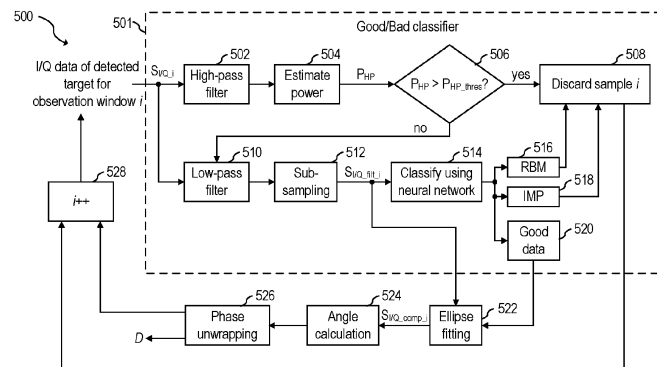 500
501
Good/Bad classifier
I/Q data of detected
target for
observation window i
S_I/Q_i
502
High-pass
filter
504
Estimate
power
P_HP
506
P_HP > P_HP_thres?
yes
no
508
Discard sample i
510
Low-pass
filter
512
Sub-
sampling
S_I/Q_filt_i
514
Classify using
neural network
516
RBM
518
IMP
520
Good
data
528
i++
526
Phase
unwrapping
D
524
Angle
calculation
S_I/Q_comp_i
522
Ellipse
fitting